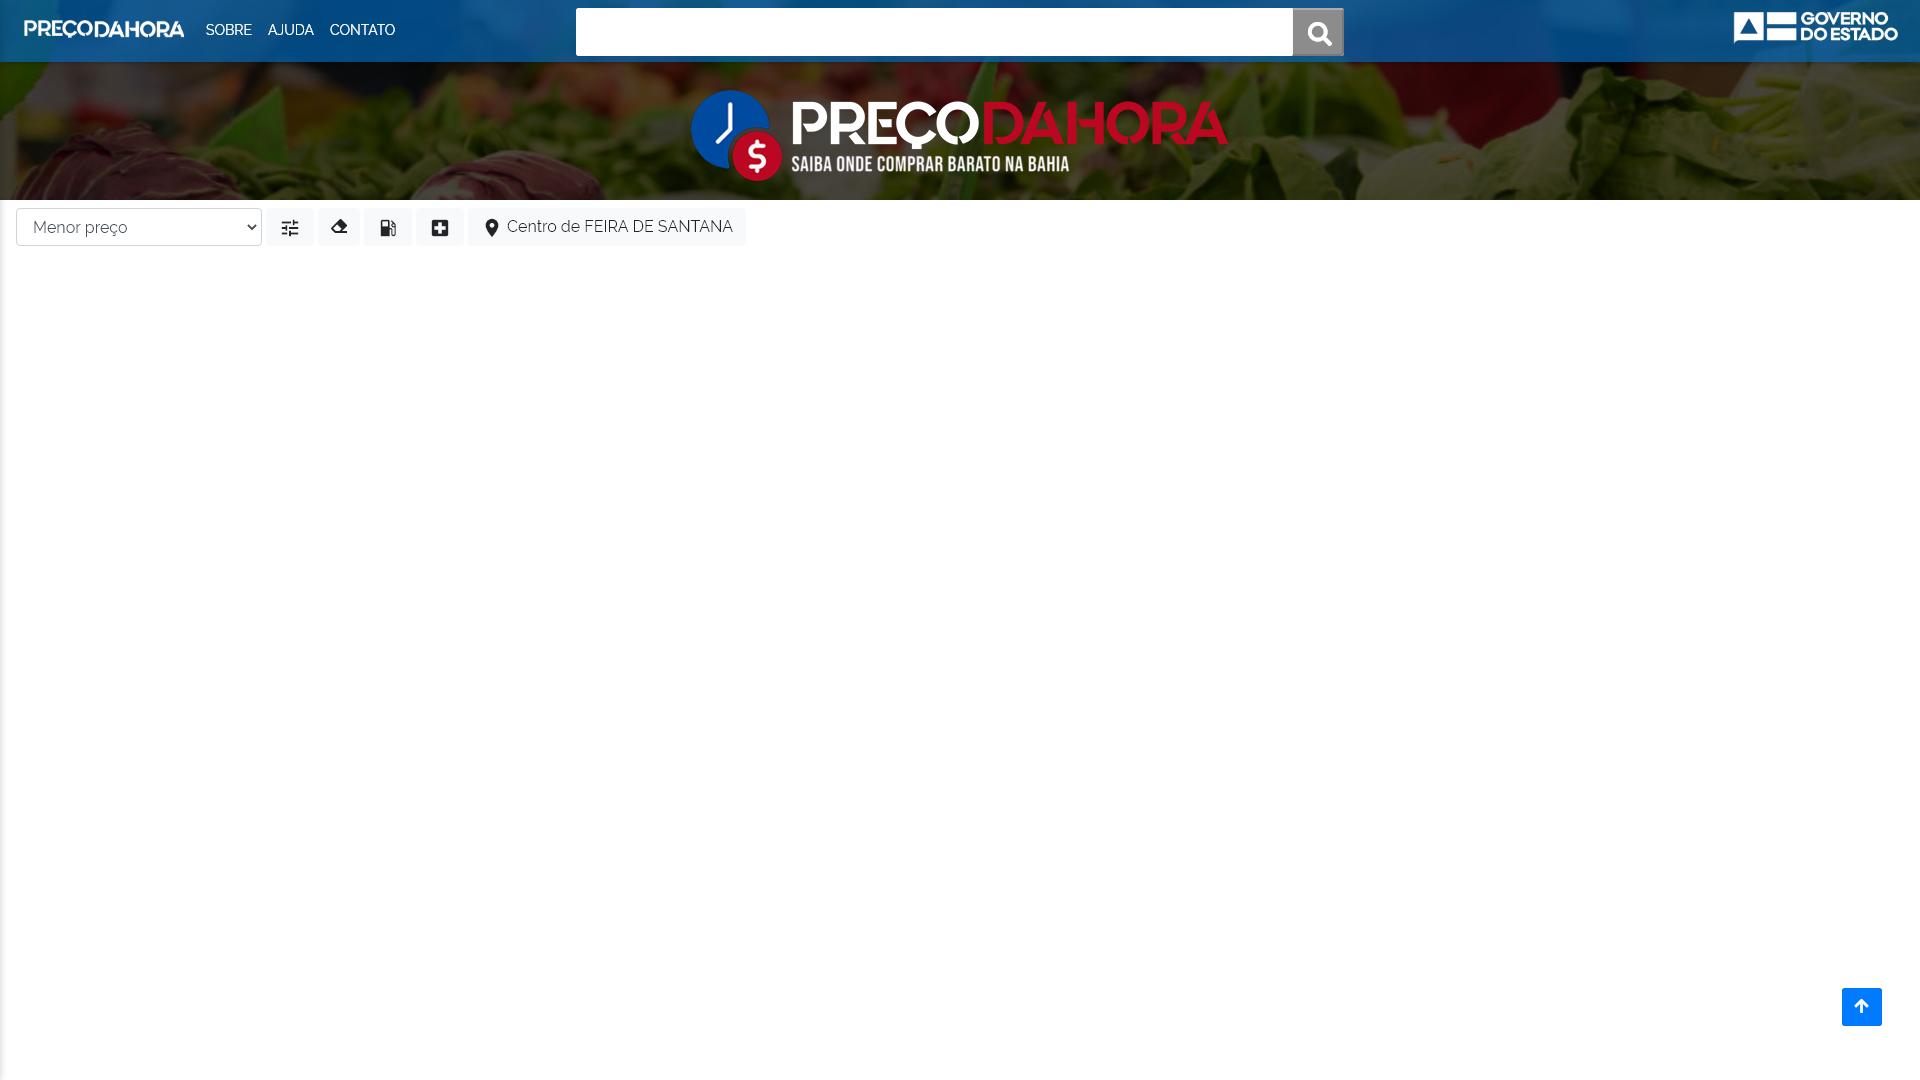 PREÇODAHORA
SOBRE
AJUDA
CONTATO
GOVERNO
DO ESTADO
PREÇODAHORA
$
SAIBA ONDE COMPRAR BARATO NA BAHIA
Menor preço
Centro de FEIRA DE SANTANA